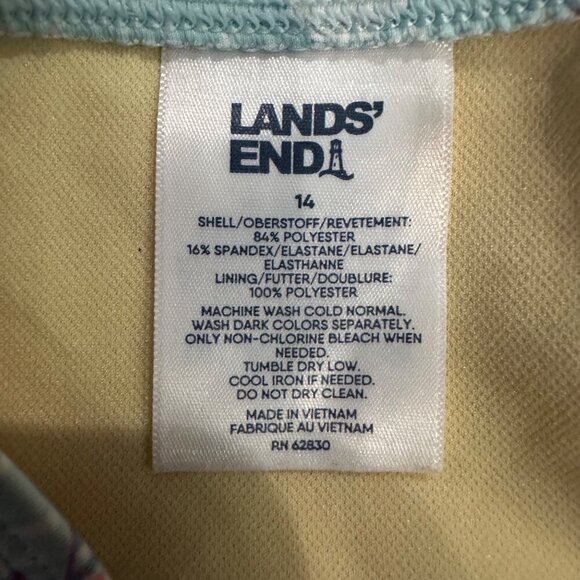 LANDS'
END
14
SHELL/OBERSTOFF/REVETEMENT:
84% POLYESTER
16% SPANDEX/ELASTANE/ELASTANE/
ELASTHANNE
LINING/FUTTER/DOUBLURE:
100% POLYESTER
MACHINE WASH COLD NORMAL.
WASH DARK COLORS SEPARATELY.
ONLY NON-CHLORINE BLEACH WHEN
NEEDED.
TUMBLE DRY LOW.
COOL IRON IF NEEDED.
DO NOT DRY CLEAN.
MADE IN VIETNAM
FABRIQUE AU VIETNAM
RN 62830